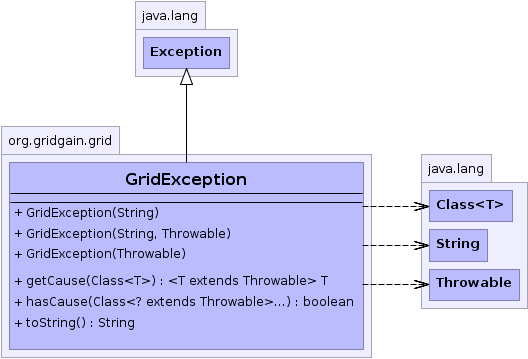 java.lang
Exception
org.gridgain.grid
GridException
+ GridException(String)
+ GridException(String, Throwable)
+ GridException(Throwable)
+ getCause(Class<T>) : <T extends Throwable> T
+ hasCause(Class<? extends Throwable>...) : boolean
+ toString() : String
java.lang
Class<T>
String
Throwable